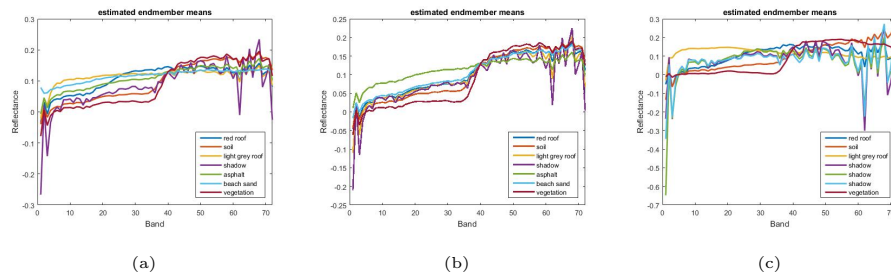 estimated endmember means
0.3
0.2
0.1
0
-0.1
-0.2
-0.3
Reflectance
0 10 20 30 40 50 60 70
Band
red roof
soil
light grey roof
shadow
asphalt
beach sand
vegetation
(a)
estimated endmember means
0.25
0.2
0.15
0.1
0.05
0
-0.05
-0.1
-0.15
-0.2
-0.25
Reflectance
0 10 20 30 40 50 60 70
Band
red roof
soil
light grey roof
shadow
asphalt
beach sand
vegetation
(b)
estimated endmember means
0.3
0.2
0.1
0
-0.1
-0.2
-0.3
-0.4
-0.5
-0.6
-0.7
Reflectance
0 10 20 30 40 50 60 70
Band
red roof
soil
light grey roof
shadow
shadow
shadow
vegetation
(c)